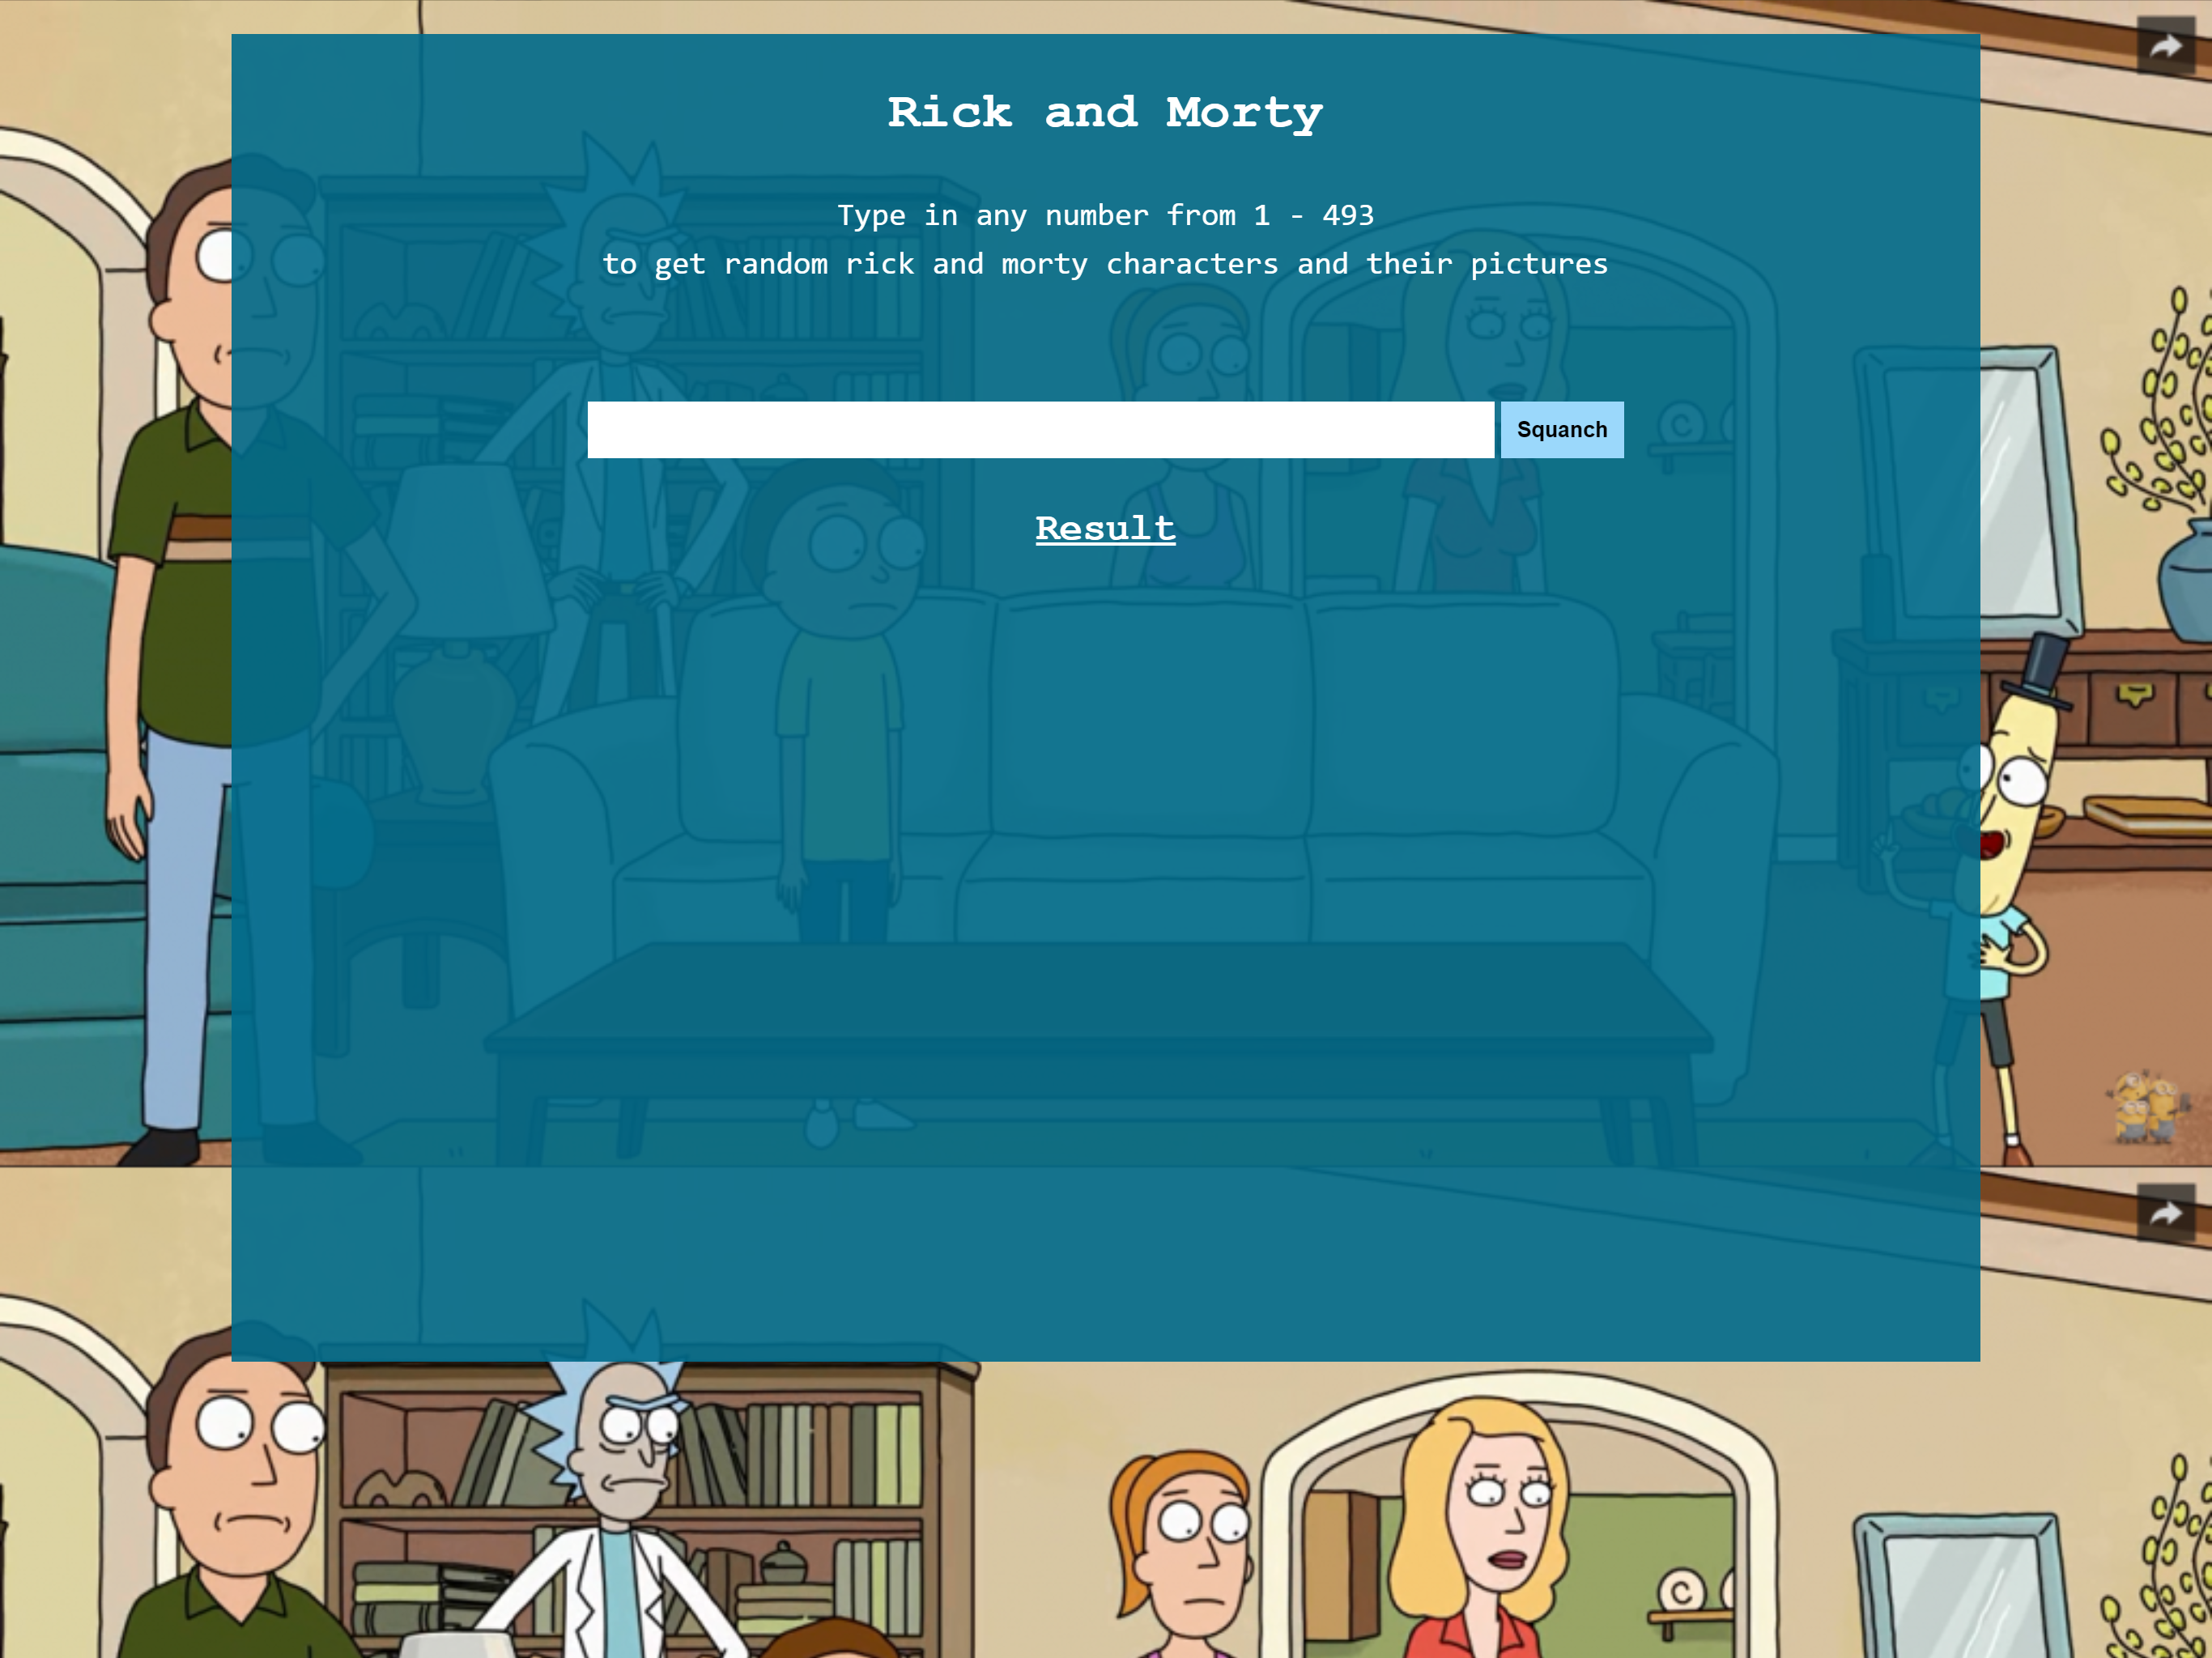 Rick and Morty
Type in any number from 1 - 493
to get random rick and morty characters and their pictures
Squanch
Result
C
C